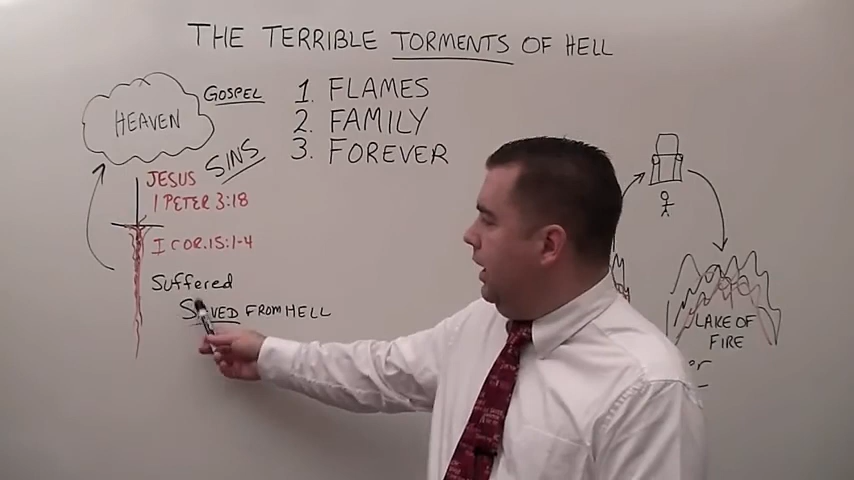 THE TERRIBLE TORMENTS OF HELL
HEAVEN
GOSPEL
1. FLAMES
2. FAMILY
3. FOREVER
JESUS
SINS
1 PETER 3:18
I COR. 15:1-4
Suffered
SAVED FROM HELL
LAKE OF
FIRE
or